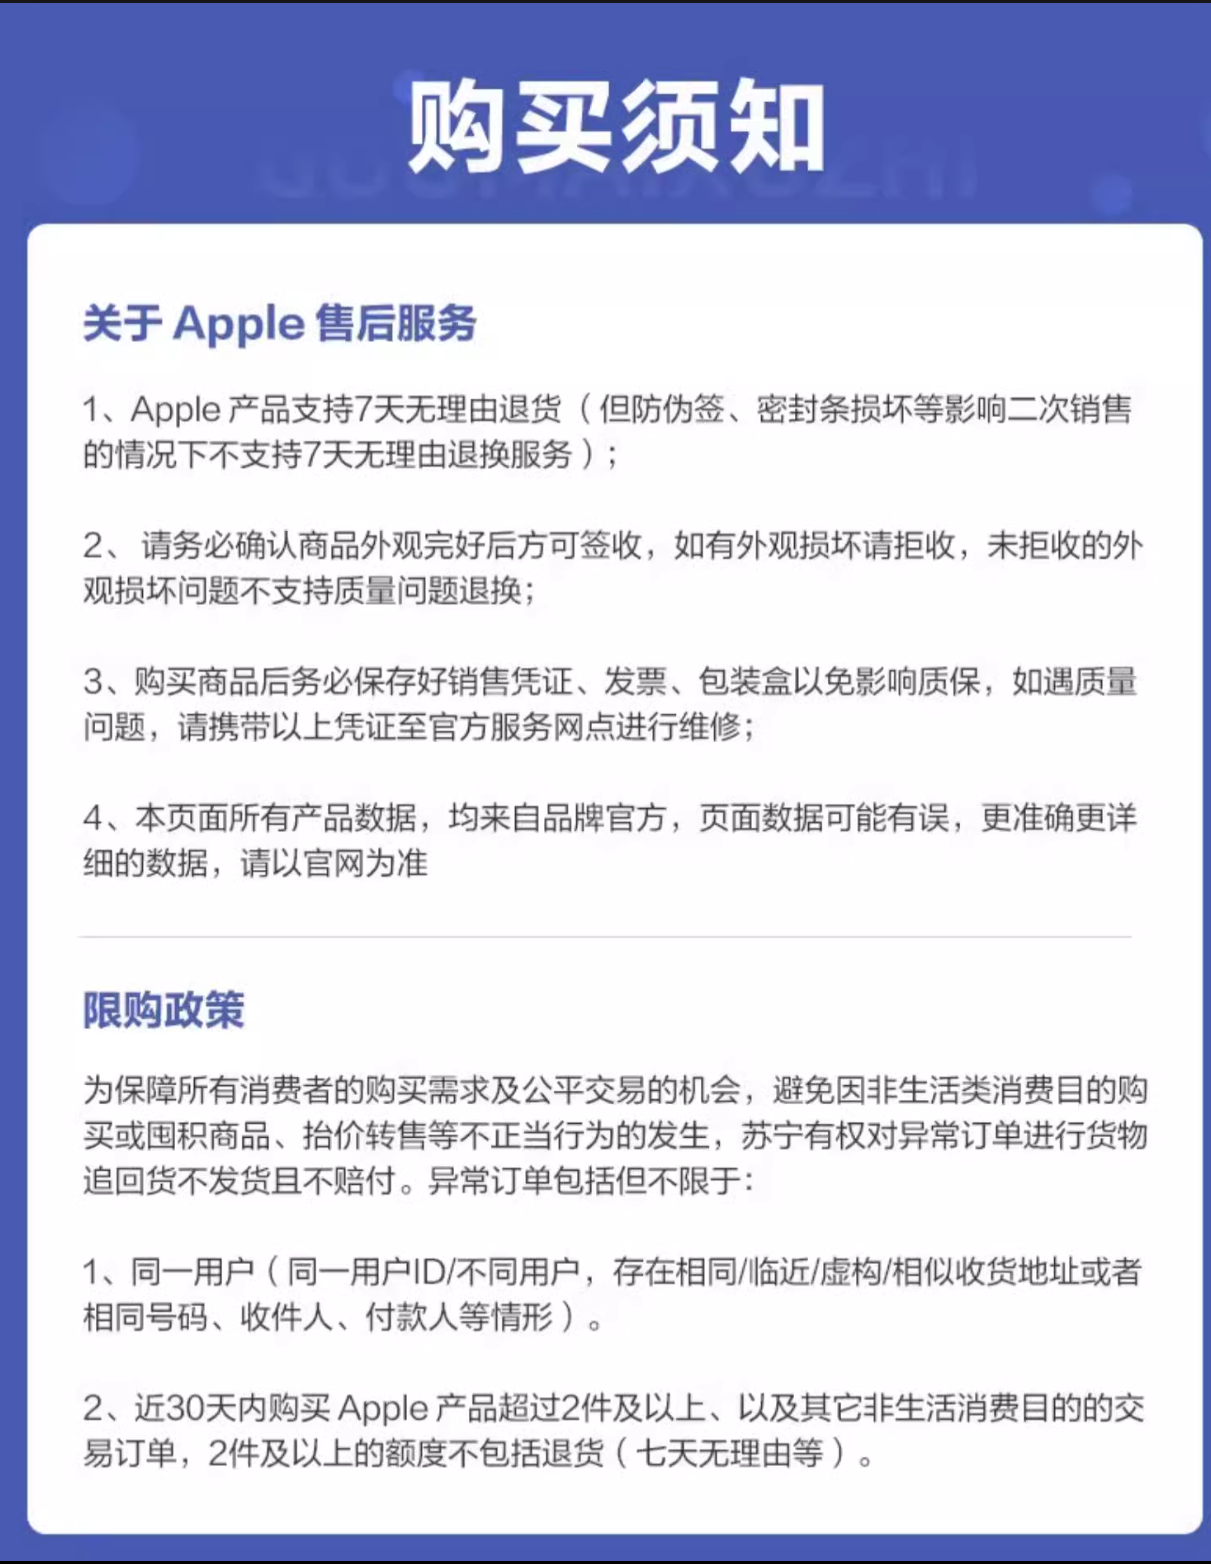 购买须知
GOUMAIXUZHI
关于 Apple 售后服务
1、Apple 产品支持7天无理由退货（但防伪签、密封条损坏等影响二次销售
的情况下不支持7天无理由退换服务）；
2、 请务必确认商品外观完好后方可签收，如有外观损坏请拒收，未拒收的外
观损坏问题不支持质量问题退换；
3、购买商品后务必保存好销售凭证、发票、包装盒以免影响质保，如遇质量
问题，请携带以上凭证至官方服务网点进行维修；
4、本页面所有产品数据，均来自品牌官方，页面数据可能有误，更准确更详
细的数据，请以官网为准
限购政策
为保障所有消费者的购买需求及公平交易的机会，避免因非生活类消费目的购
买或囤积商品、抬价转售等不正当行为的发生，苏宁有权对异常订单进行货物
追回货不发货且不赔付。异常订单包括但不限于：
1、同一用户（同一用户ID/不同用户，存在相同/临近/虚构/相似收货地址或者
相同号码、收件人、付款人等情形）。
2、近30天内购买 Apple 产品超过2件及以上、以及其它非生活消费目的的交
易订单，2件及以上的额度不包括退货（七天无理由等）。